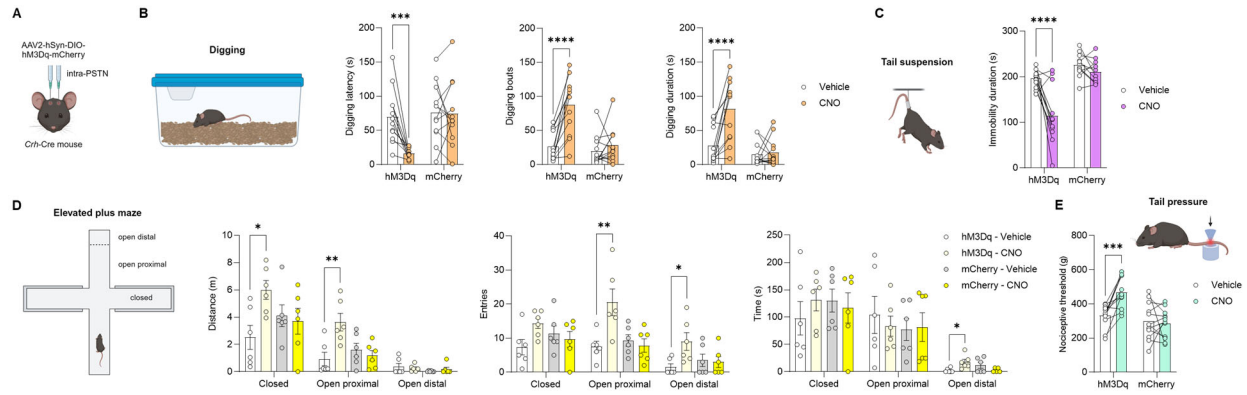 A
AAV2-hSyn-DIO-
hM3Dq-mCherry
intra-PSTN
Crh-Cre mouse
B
Digging
Digging latency (s)
200
150
100
50
0
***
hM3Dq
mCherry
Digging bouts
200
150
100
50
0
****
hM3Dq
mCherry
Digging duration (s)
200
150
100
50
0
****
hM3Dq
mCherry
Vehicle
CNO
C
Tail suspension
Immobility duration (s)
300
200
100
0
****
hM3Dq
mCherry
Vehicle
CNO
D
Elevated plus maze
open distal
open proximal
closed
Distance (m)
10
8
6
4
2
0
*
**
Closed
Open proximal
Open distal
Entries
50
40
30
20
10
0
**
*
Closed
Open proximal
Open distal
Time (s)
250
200
150
100
50
0
*
Closed
Open proximal
Open distal
hM3Dq - Vehicle
hM3Dq - CNO
mCherry - Vehicle
mCherry - CNO
E
Tail pressure
Nociceptive threshold (g)
800
600
400
200
0
***
hM3Dq
mCherry
Vehicle
CNO